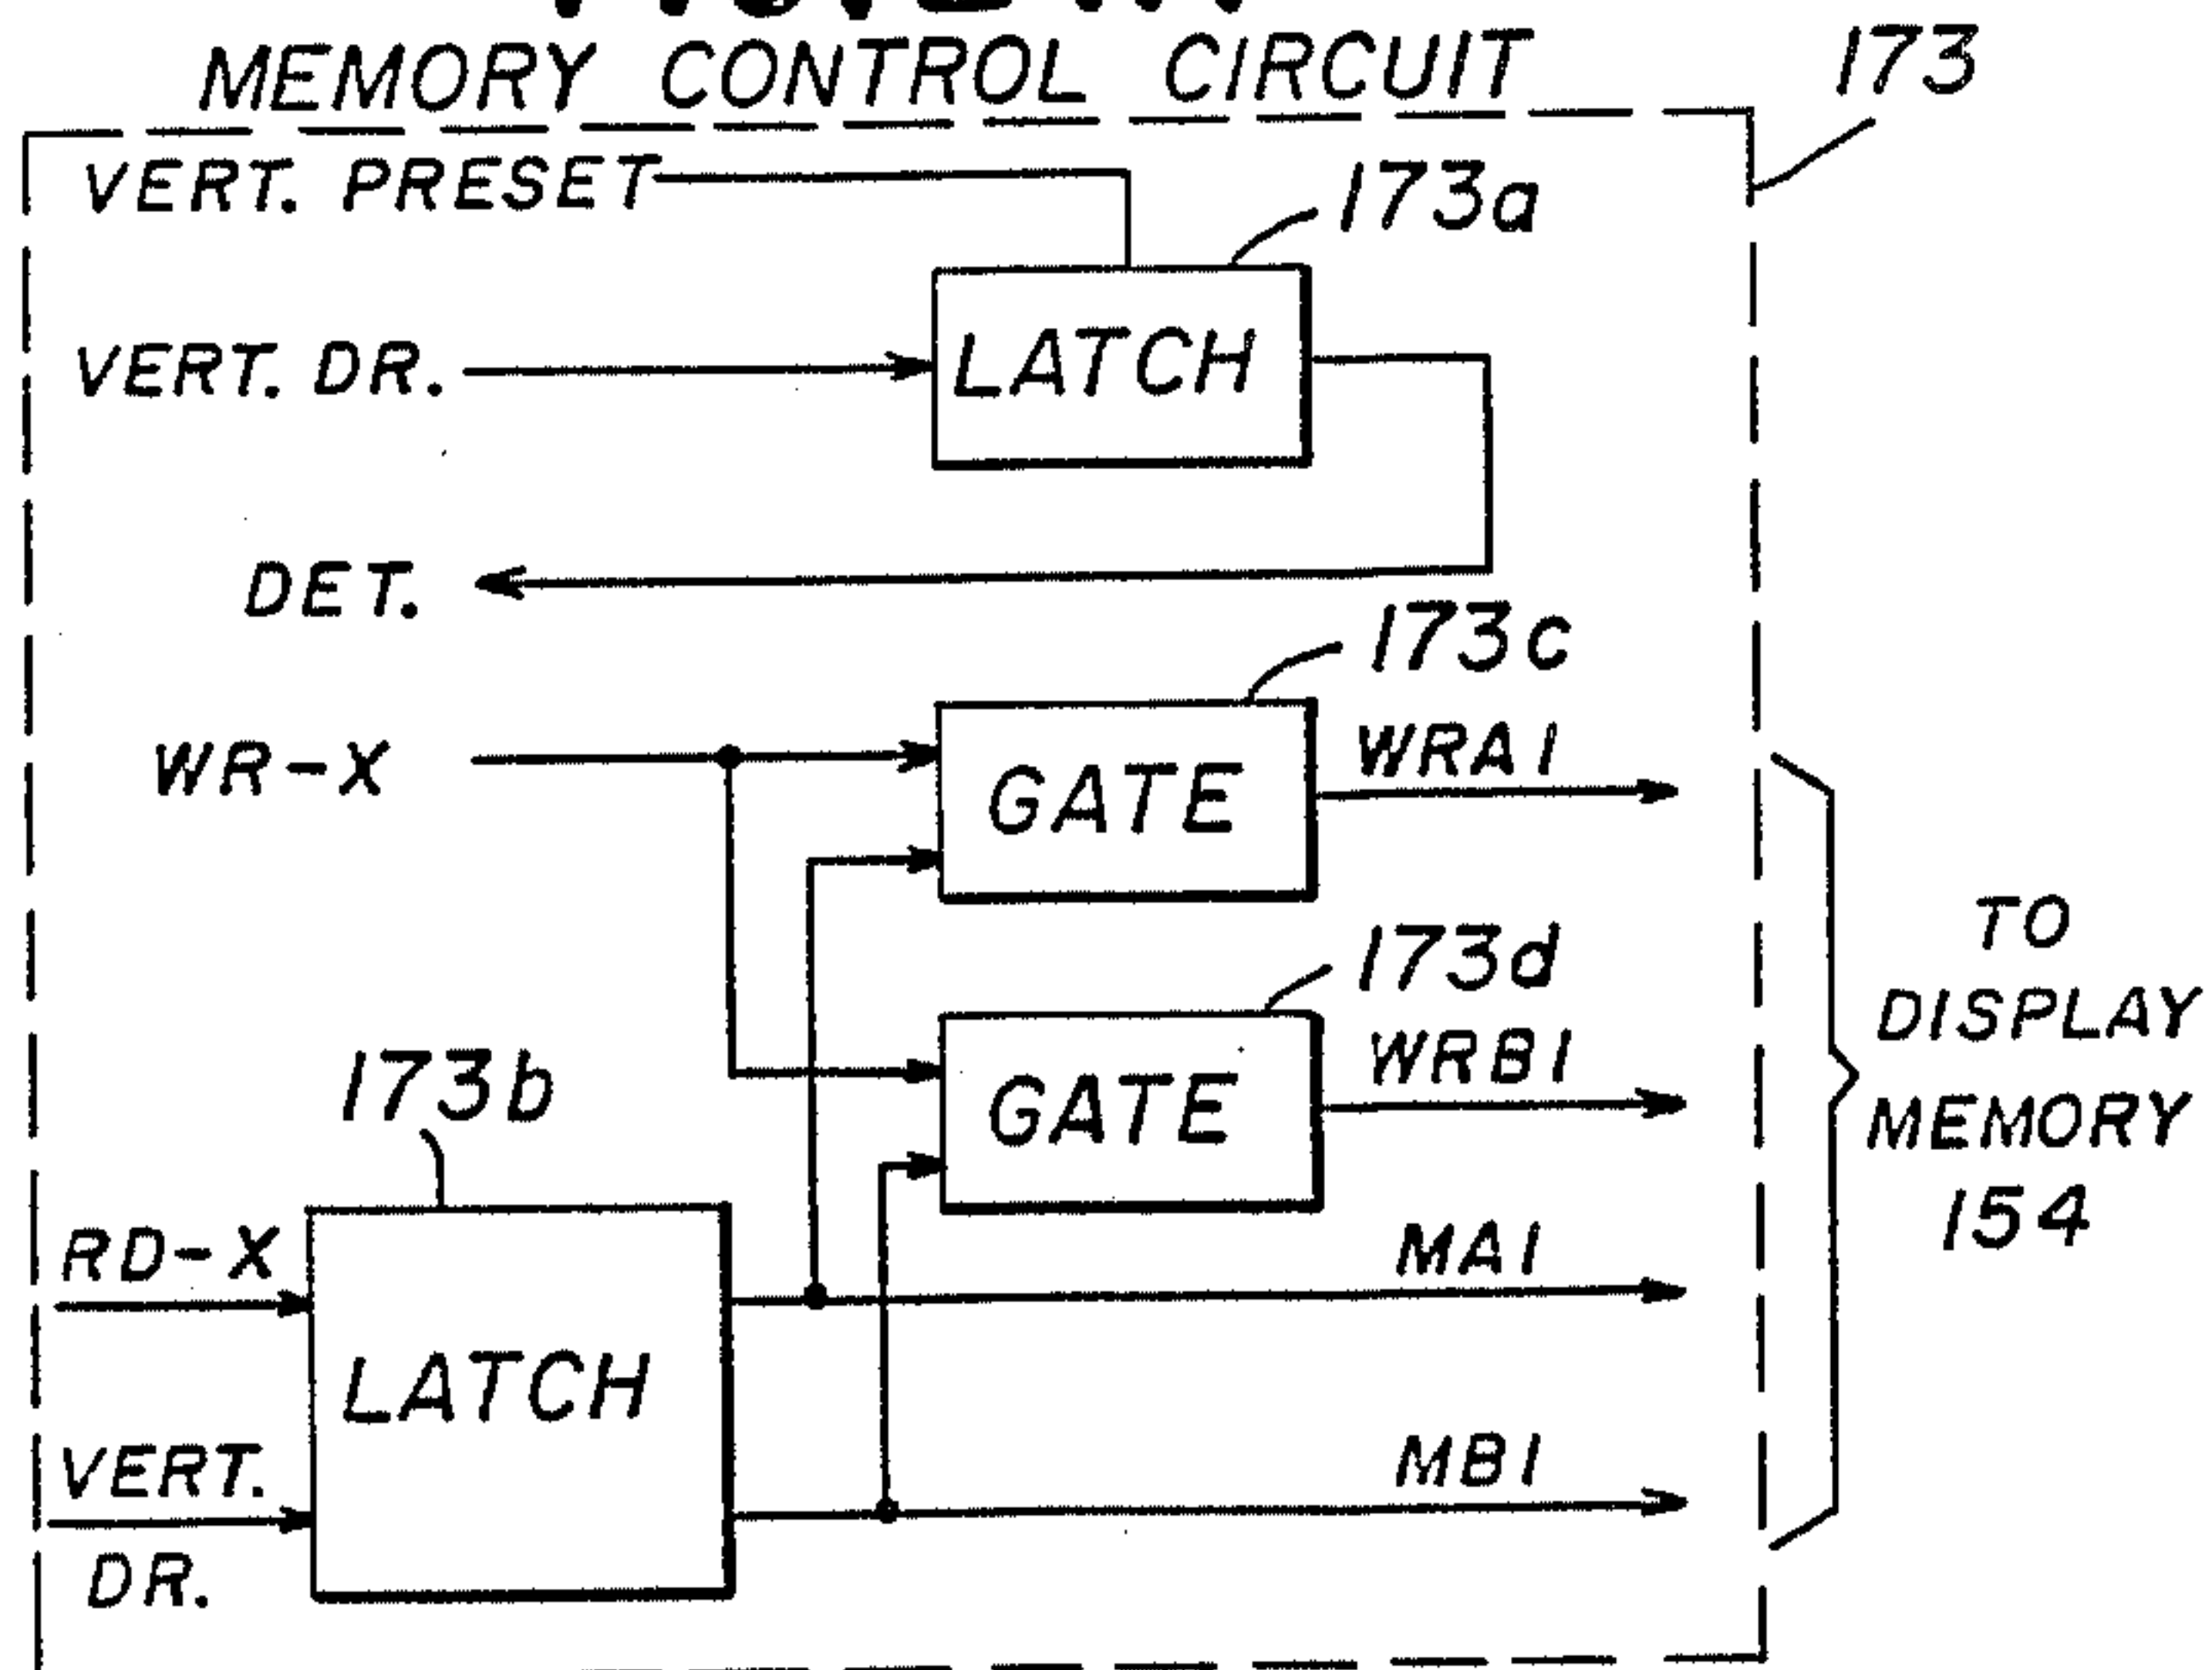 MEMORY CONTROL CIRCUIT
173
VERT. PRESET
173a
LATCH
VERT. DR.
DET.
173c
WR-X
GATE
WRA1
173d
GATE
WRB1
TO
DISPLAY
MEMORY
154
173b
RD-X
LATCH
VERT.
DR.
MA1
MB1